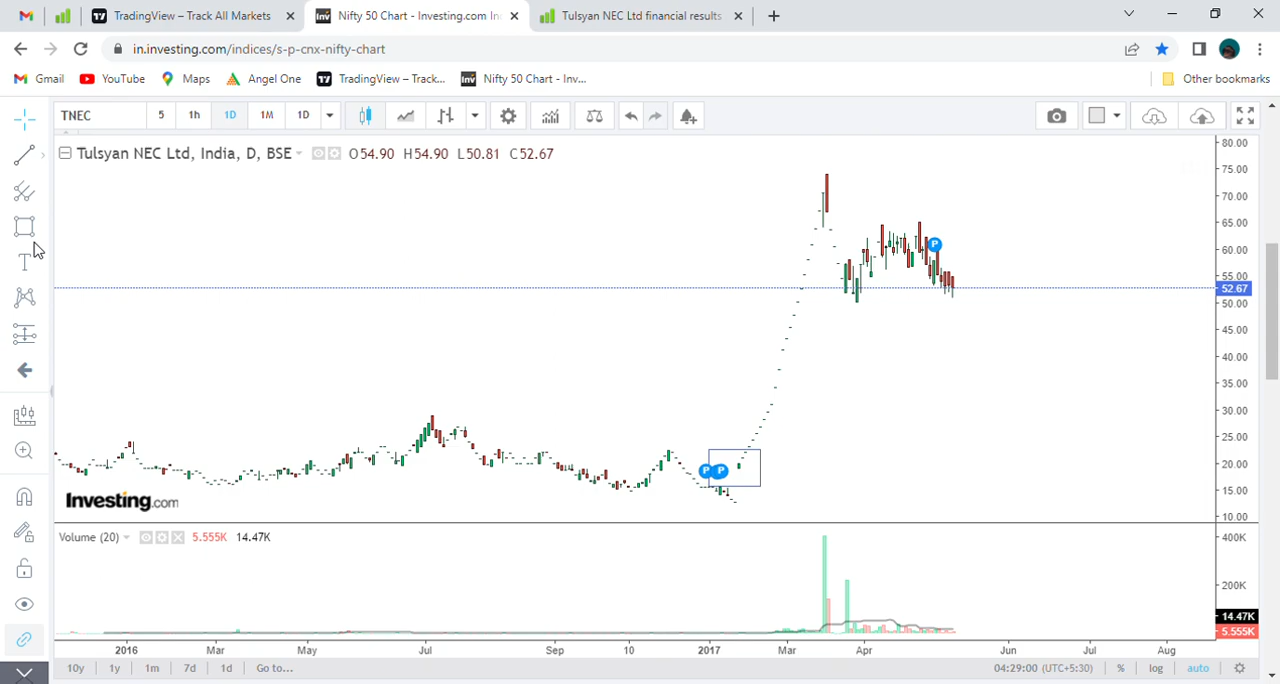 TradingView – Track All Markets
Nifty 50 Chart - Investing.com In
Tulsyan NEC Ltd financial results
in.investing.com/indices/s-p-cnx-nifty-chart
Gmail YouTube Maps Angel One TradingView – Track... Nifty 50 Chart - Inv... Other bookmarks
TNEC 5 1h 1D 1M 1D
Tulsyan NEC Ltd, India, D, BSE O54.90 H54.90 L50.81 C52.67
80.00
75.00
70.00
65.00
60.00
55.00
52.67
50.00
45.00
40.00
35.00
30.00
25.00
20.00
15.00
10.00
P
P P
Investing.com
Volume (20) 5.555K 14.47K
400K
200K
14.47K
5.555K
2016 Mar May Jul Sep 10 2017 Mar Apr Jun Jul Aug
10y 1y 1m 7d 1d Go to... 04:29:00 (UTC+5:30) % log auto